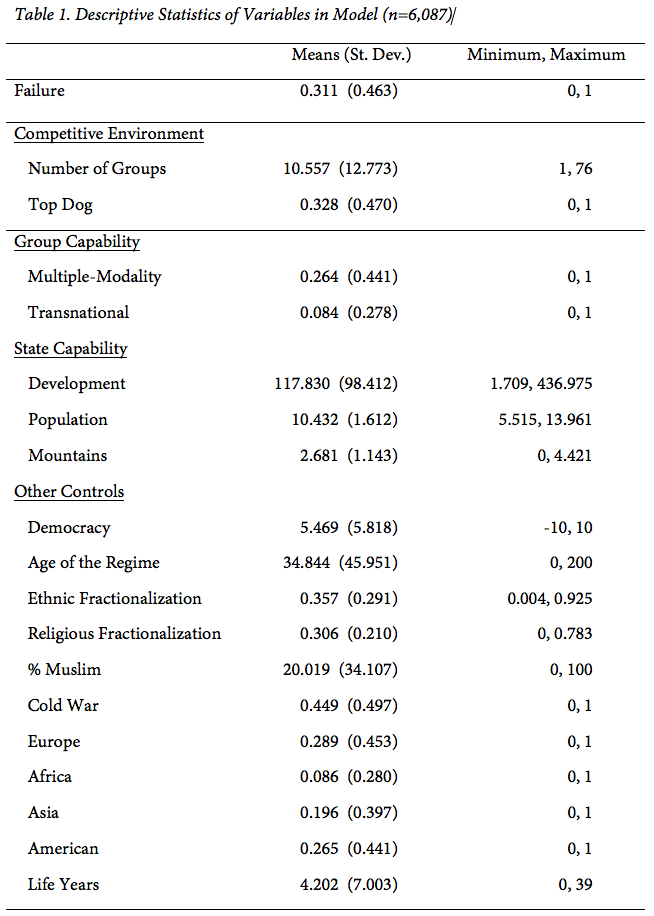 Table 1. Descriptive Statistics of Variables in Model (n=6,087)/
Means (St. Dev.) Minimum, Maximum
Failure 0.311 (0.463) 0, 1
Competitive Environment
Number of Groups 10.557 (12.773) 1, 76
Top Dog 0.328 (0.470) 0, 1
Group Capability
Multiple-Modality 0.264 (0.441) 0, 1
Transnational 0.084 (0.278) 0, 1
State Capability
Development 117.830 (98.412) 1.709, 436.975
Population 10.432 (1.612) 5.515, 13.961
Mountains 2.681 (1.143) 0, 4.421
Other Controls
Democracy 5.469 (5.818) -10, 10
Age of the Regime 34.844 (45.951) 0, 200
Ethnic Fractionalization 0.357 (0.291) 0.004, 0.925
Religious Fractionalization 0.306 (0.210) 0, 0.783
% Muslim 20.019 (34.107) 0, 100
Cold War 0.449 (0.497) 0, 1
Europe 0.289 (0.453) 0, 1
Africa 0.086 (0.280) 0, 1
Asia 0.196 (0.397) 0, 1
American 0.265 (0.441) 0, 1
Life Years 4.202 (7.003) 0, 39